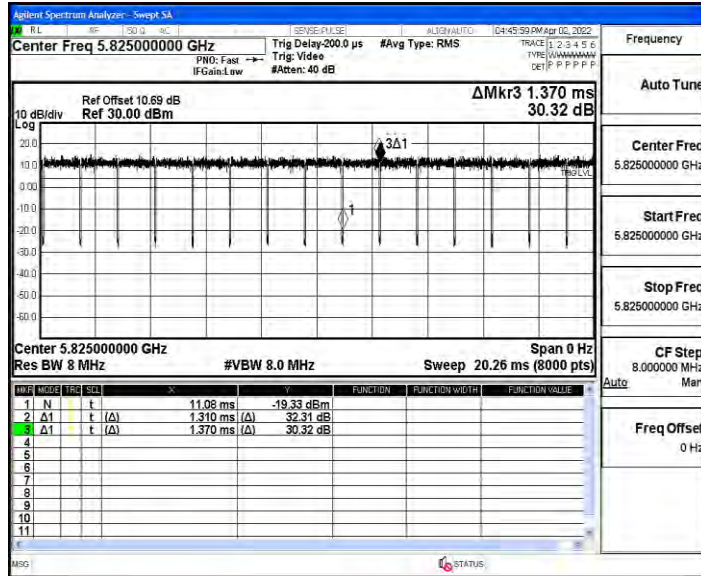 Agilent Spectrum Analyzer - Swept SA
RL RF 50 Ω AC SENSE:PULSE ALIGNAUTO 04:45:59 PM Apr 02, 2022
Center Freq 5.825000000 GHz
PNO: Fast
IFGain:Low
Trig Delay-200.0 µs
Trig: Video
#Atten: 40 dB
#Avg Type: RMS
TRACE 1 2 3 4 5 6
TYPE WWWWWW
DET P P P P P P
ΔMkr3 1.370 ms
30.32 dB
Ref Offset 10.69 dB
10 dB/div Ref 30.00 dBm
Log
20.0
10.0
0.00
-10.0
-20.0
-30.0
-40.0
-50.0
-60.0
3Δ1
1
TRIG LVL
Center 5.825000000 GHz Span 0 Hz
Res BW 8 MHz #VBW 8.0 MHz Sweep 20.26 ms (8000 pts)
MKR MODE TRC SCL X Y FUNCTION FUNCTION WIDTH FUNCTION VALUE
1 N t 11.08 ms -19.33 dBm
2 Δ1 t (Δ) 1.310 ms (Δ) 32.31 dB
3 Δ1 t (Δ) 1.370 ms (Δ) 30.32 dB
4
5
6
7
8
9
10
11
MSG STATUS
Frequency
Auto Tune
Center Freq
5.825000000 GHz
Start Freq
5.825000000 GHz
Stop Freq
5.825000000 GHz
CF Step
8.000000 MHz
Auto Man
Freq Offset
0 Hz